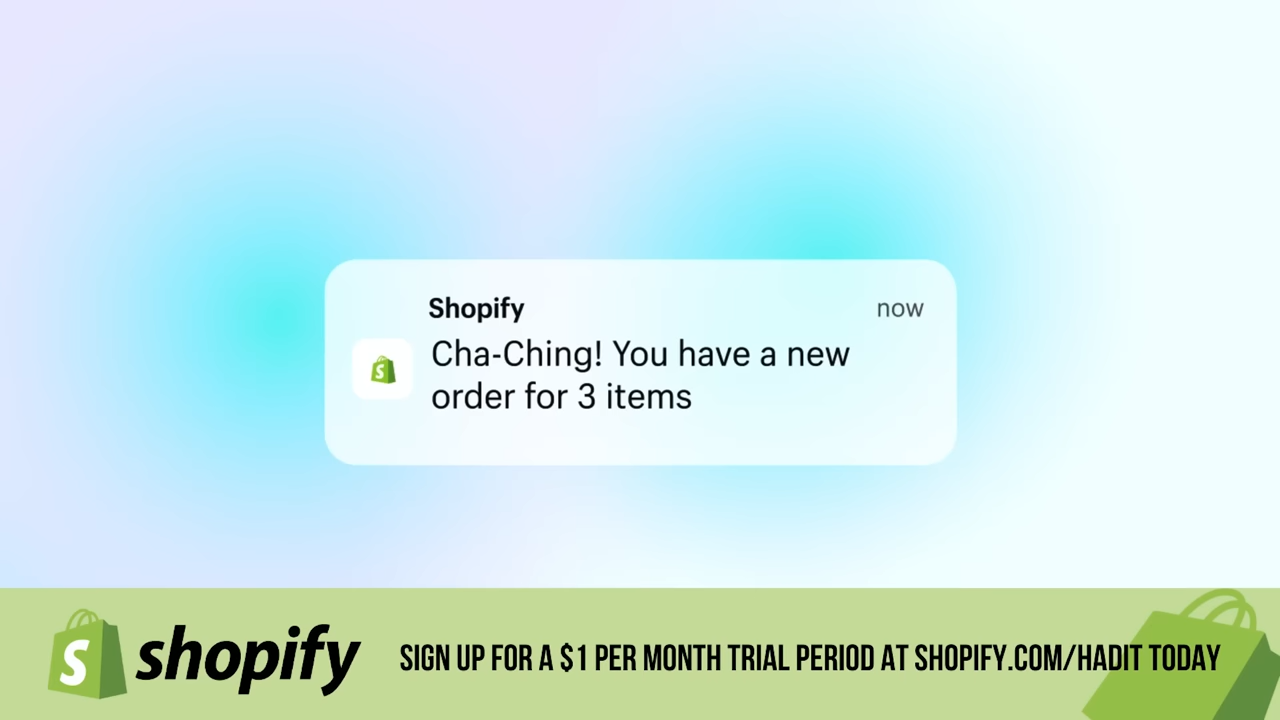 Shopify
now
Cha-Ching! You have a new
order for 3 items
shopify
SIGN UP FOR A $1 PER MONTH TRIAL PERIOD AT SHOPIFY.COM/HADIT TODAY